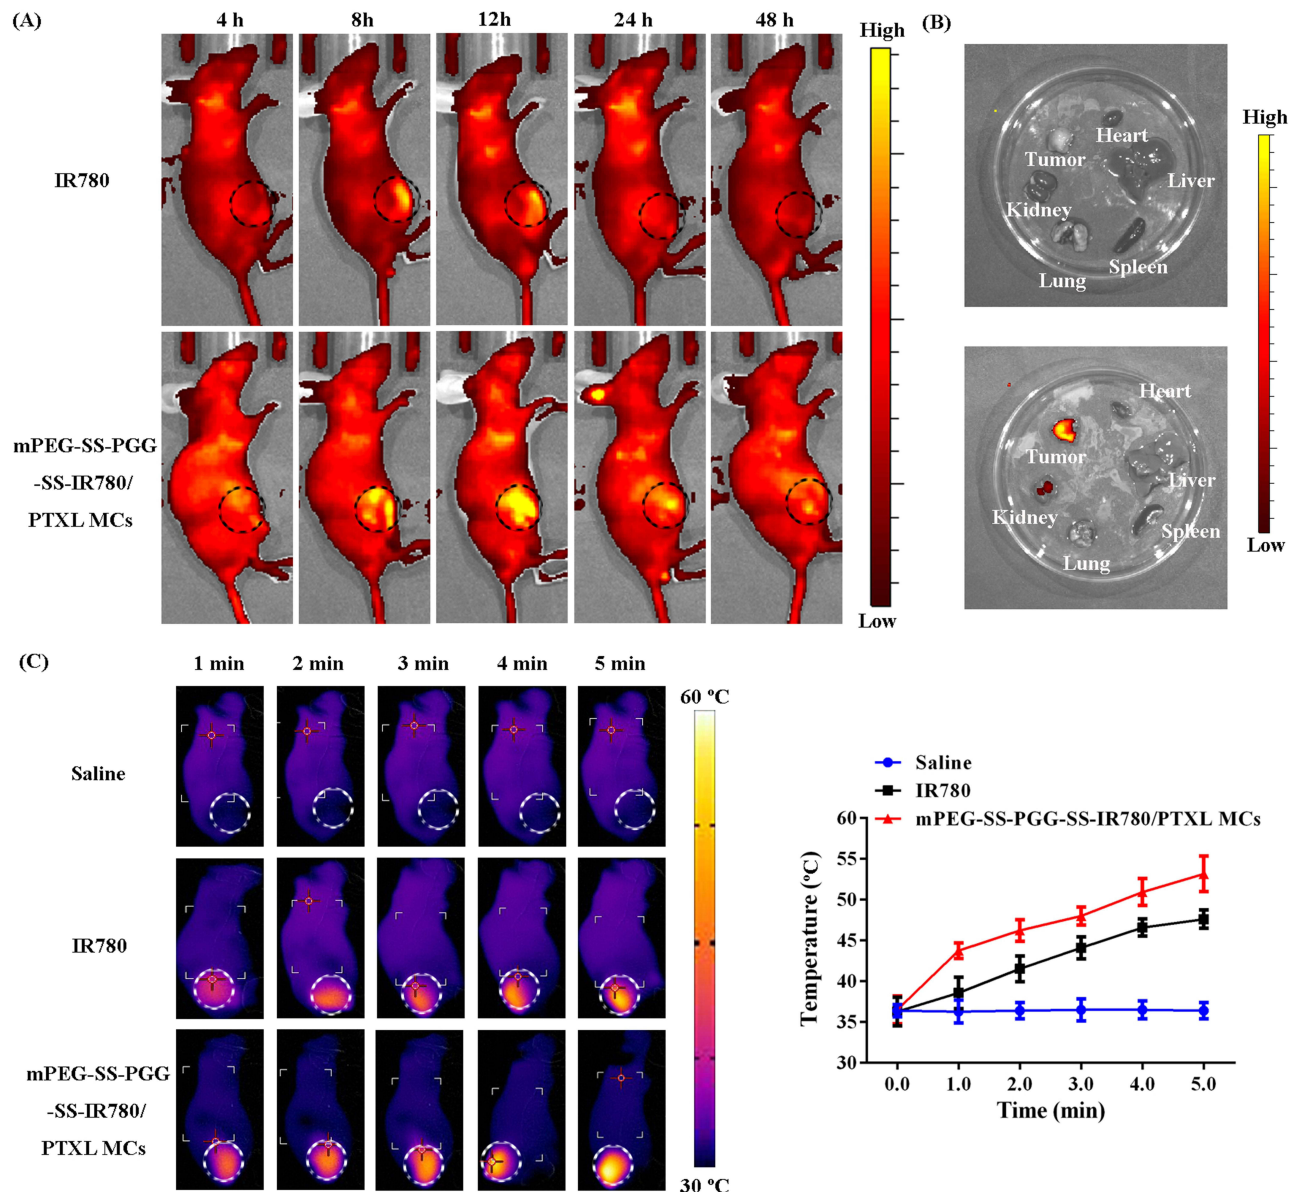 (A)
4 h 8h 12h 24 h 48 h
IR780
mPEG-SS-PGG
-SS-IR780/
PTXL MCs
High
Low
(B)
Heart
Tumor
Liver
Kidney
Spleen
Lung
Heart
Tumor
Liver
Kidney
Spleen
Lung
High
Low
(C)
1 min 2 min 3 min 4 min 5 min
Saline
IR780
mPEG-SS-PGG
-SS-IR780/
PTXL MCs
60 ºC
30 ºC
Saline
IR780
mPEG-SS-PGG-SS-IR780/PTXL MCs
Temperature (ºC)
60
55
50
45
40
35
30
0.0 1.0 2.0 3.0 4.0 5.0
Time (min)